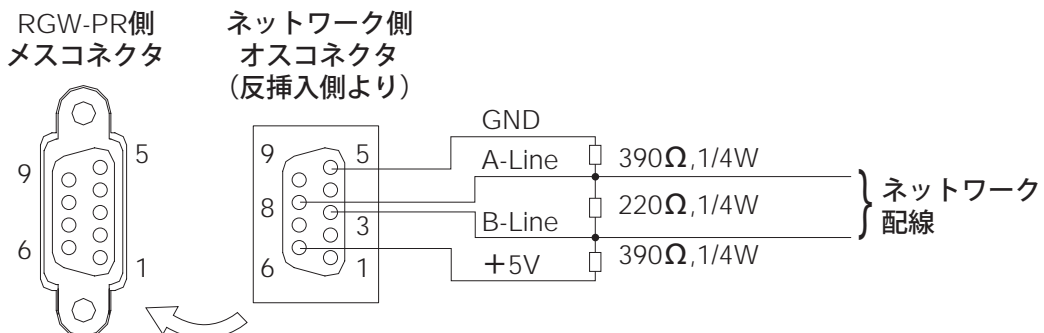 RGW-PR側
メスコネクタ
ネットワーク側
オスコネクタ
（反挿入側より）
9
5
6
1
9
5
8
3
6
1
GND
A-Line
B-Line
＋5V
390Ω,1/4W
220Ω,1/4W
390Ω,1/4W
ネットワーク
配線